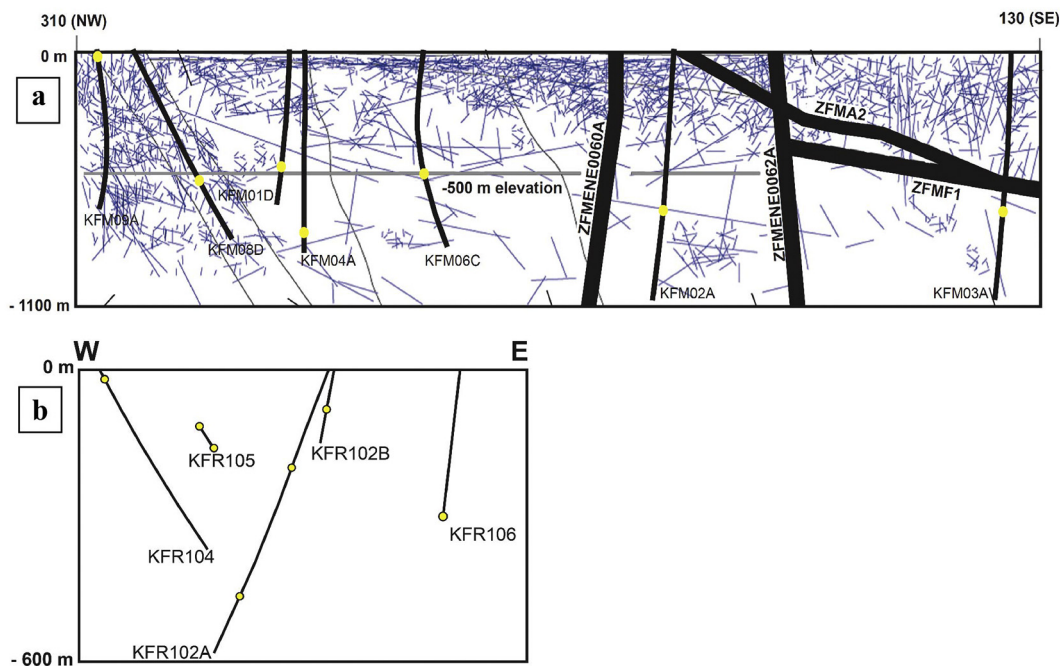 310 (NW)
130 (SE)
0 m
a
ZFMA2
ZFMENE0060A
ZFMENE0062A
KFM01D
-500 m elevation
ZFMF1
KFM09A
KFM08D
KFM04A
KFM06C
KFM02A
KFM03A
- 1100 m
W
E
0 m
b
KFR105
KFR102B
KFR106
KFR104
KFR102A
- 600 m